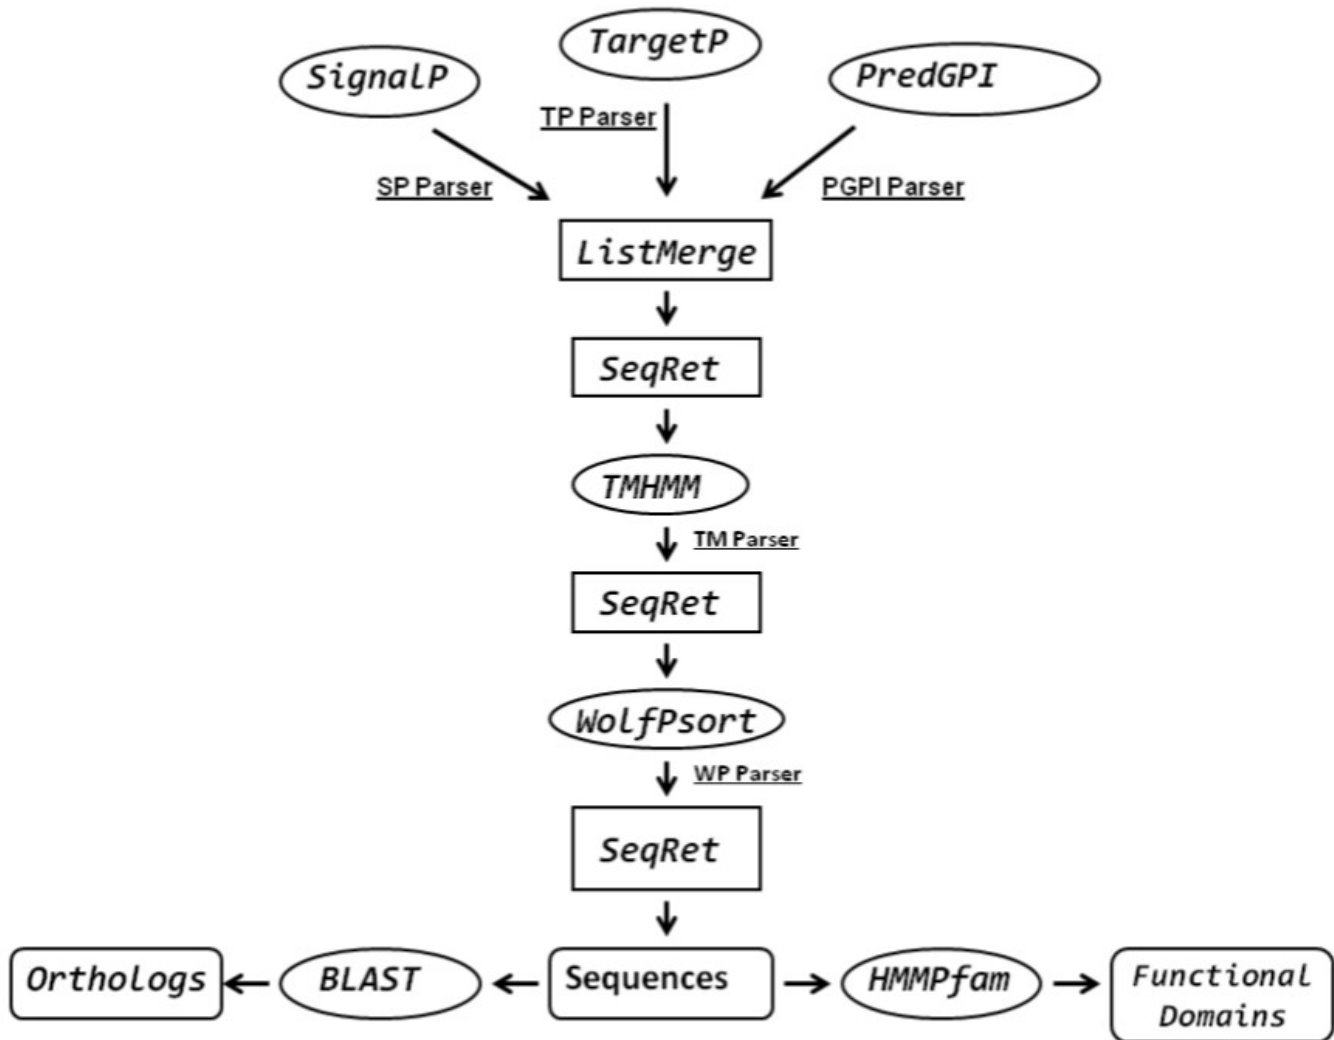 TargetP
SignalP
PredGPI
TP Parser
SP Parser
PGPI Parser
ListMerge
SeqRet
TMHMM
TM Parser
SeqRet
WolfPsort
WP Parser
SeqRet
Orthologs
BLAST
Sequences
HMMPfam
Functional
Domains